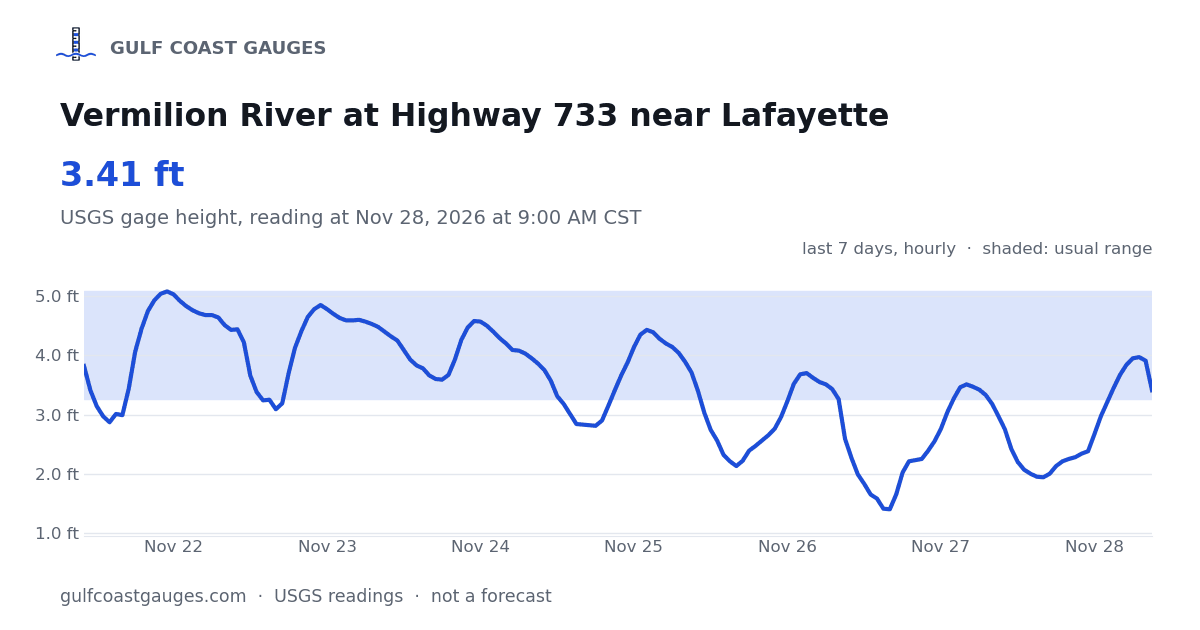 GULF COAST GAUGES
Vermilion River at Highway 733 near Lafayette
3.41 ft
USGS gage height, reading at Nov 28, 2026 at 9:00 AM CST
last 7 days, hourly · shaded: usual range
5.0 ft
4.0 ft
3.0 ft
2.0 ft
1.0 ft
Nov 22 Nov 23 Nov 24 Nov 25 Nov 26 Nov 27 Nov 28
gulfcoastgauges.com · USGS readings · not a forecast